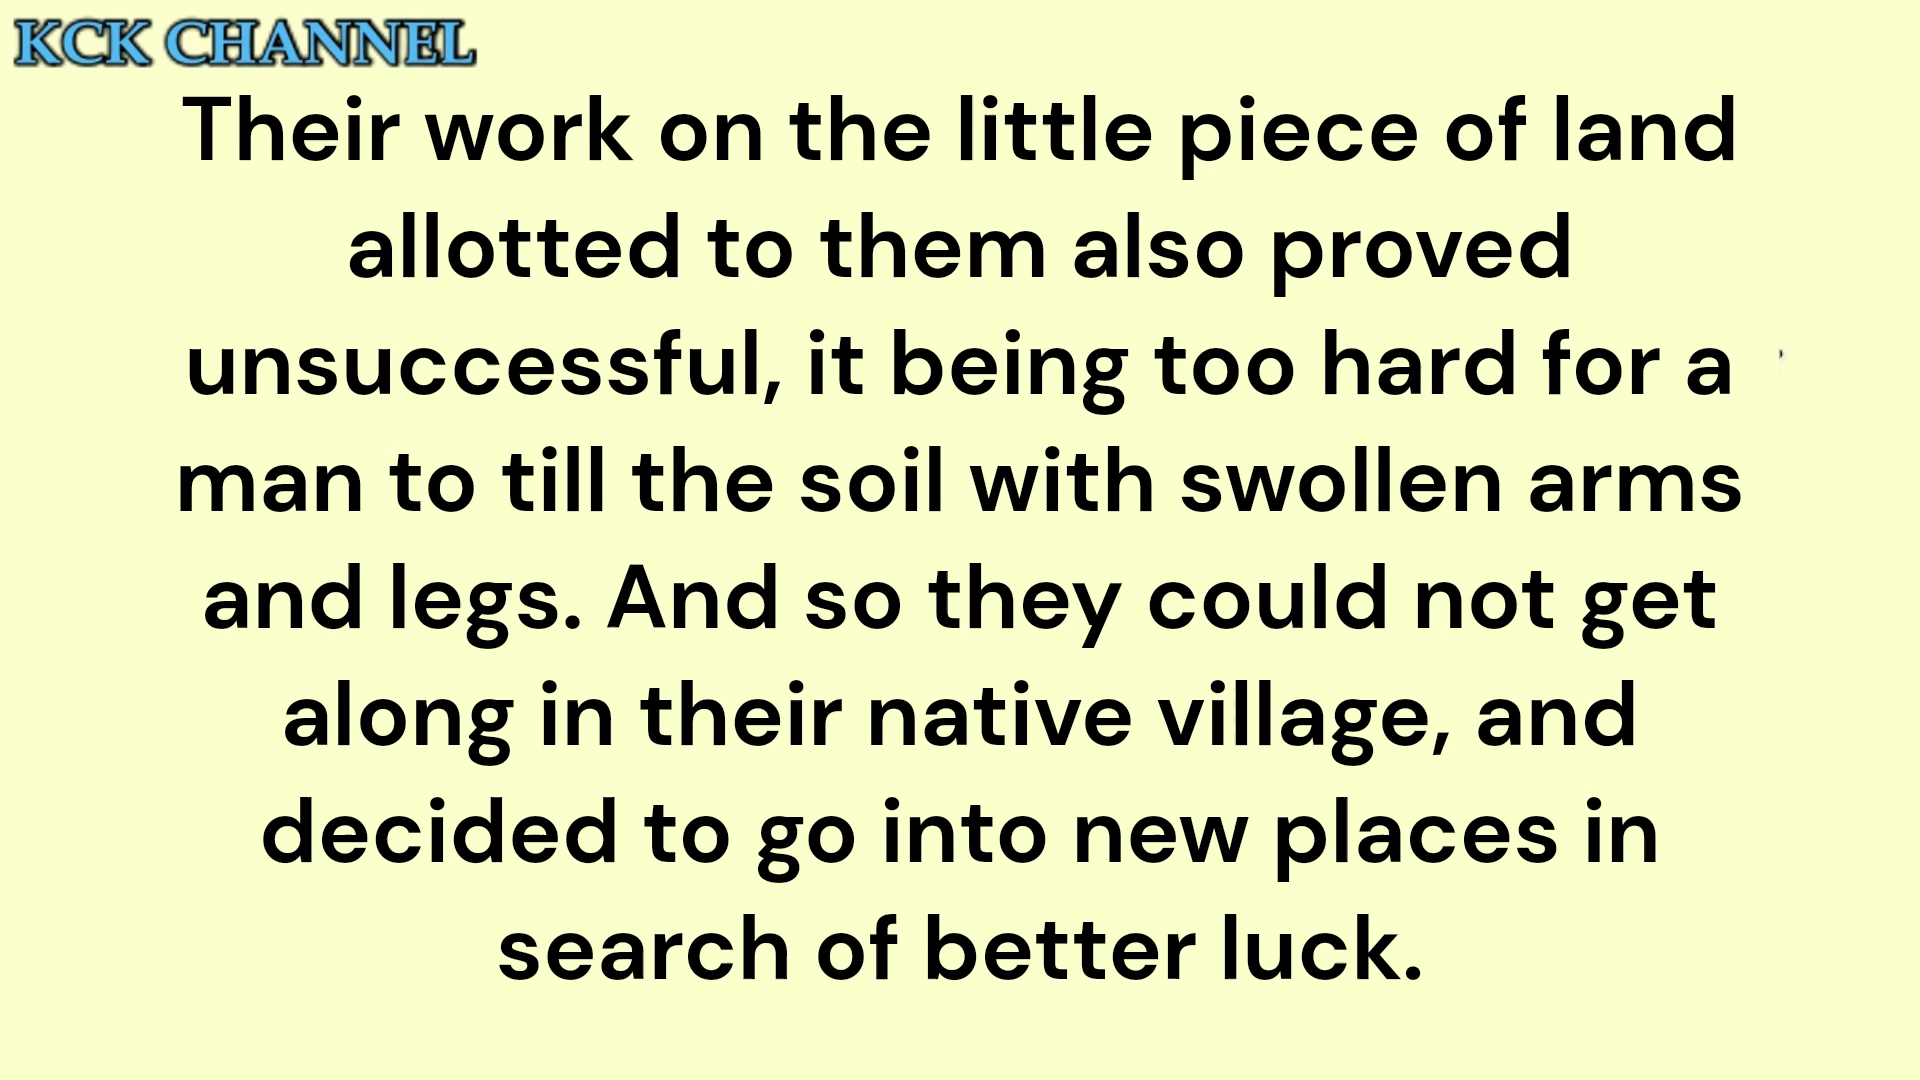 KCK CHANNEL
Their work on the little piece of land
allotted to them also proved
unsuccessful, it being too hard for a
man to till the soil with swollen arms
and legs. And so they could not get
along in their native village, and
decided to go into new places in
search of better luck.